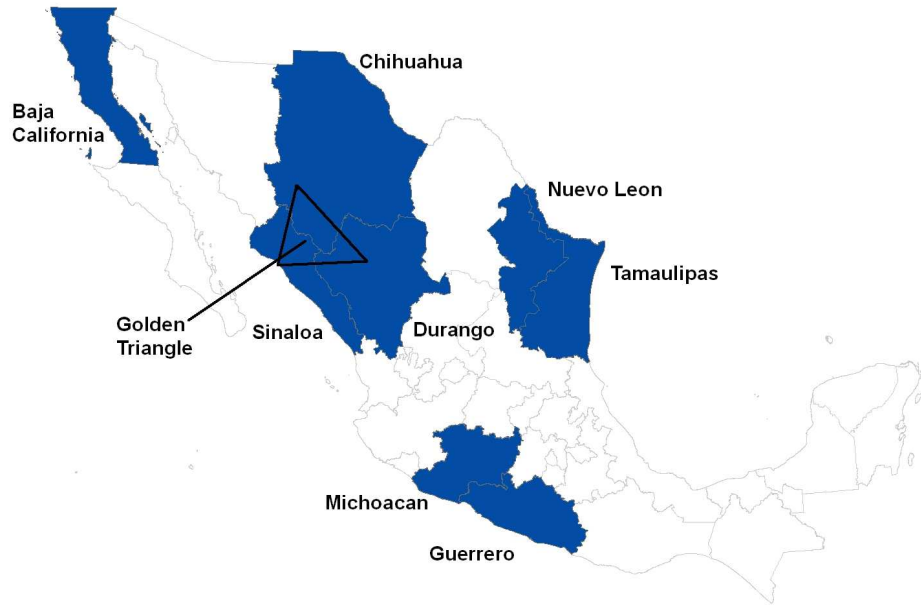 Chihuahua
Baja
California
Nuevo Leon
Tamaulipas
Golden
Triangle
Sinaloa
Durango
Michoacan
Guerrero